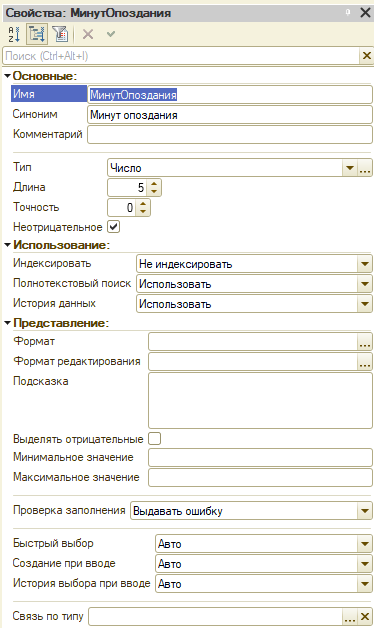 Свойства: МинутОпоздания
Поиск (Ctrl+Alt+I)
Основные:
Имя МинутОпоздания
Синоним Минут опоздания
Комментарий
Тип Число
Длина 5
Точность 0
Неотрицательное
Использование:
Индексировать Не индексировать
Полнотекстовый поиск Использовать
История данных Использовать
Представление:
Формат
Формат редактирования
Подсказка
Выделять отрицательные
Минимальное значение
Максимальное значение
Проверка заполнения Выдавать ошибку
Быстрый выбор Авто
Создание при вводе Авто
История выбора при вводе Авто
Связь по типу